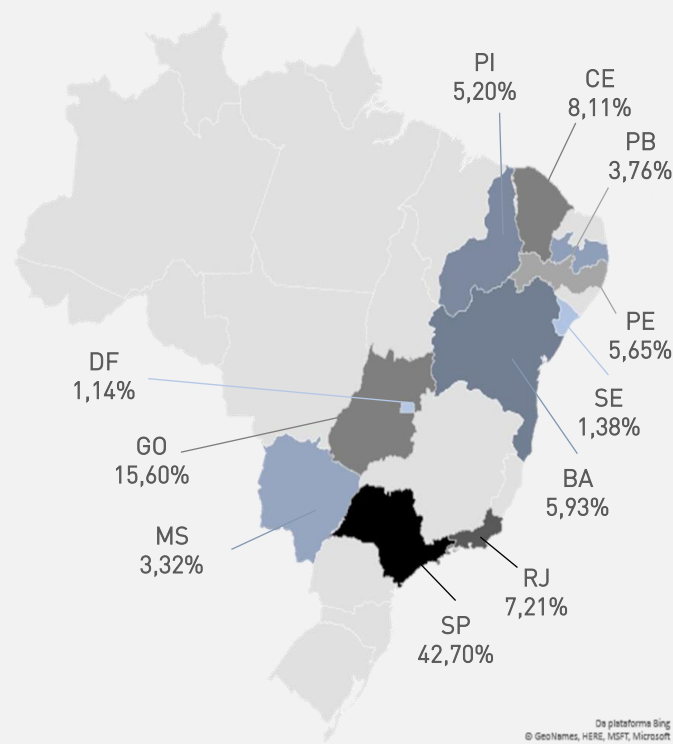 PI
5,20%
CE
8,11%
PB
3,76%
PE
5,65%
DF
1,14%
SE
1,38%
GO
15,60%
BA
5,93%
MS
3,32%
RJ
7,21%
SP
42,70%
Da plataforma Bing
© GeoNames, HERE, MSFT, Microsoft